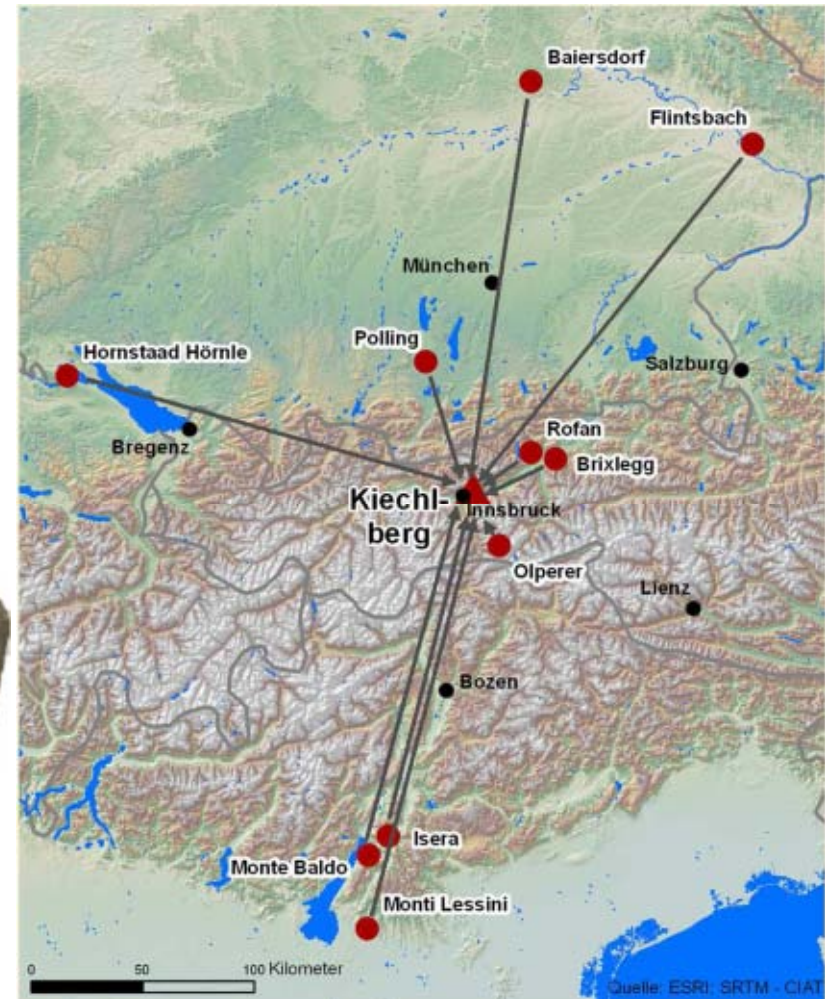 Baiersdorf
Flintsbach
München
Polling
Hornstaad Hörnle
Salzburg
Bregenz
Rofan
Brixlegg
Kiechl-
berg
Innsbruck
Olperer
Lienz
Bozen
Isera
Monte Baldo
Monti Lessini
0 50 100 Kilometer
Quelle: ESRI; SRTM - CIAT